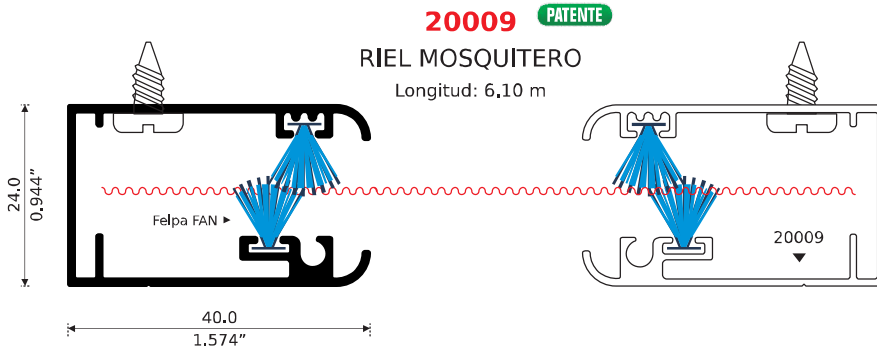 20009 PATENTE
RIEL MOSQUITERO
Longitud: 6.10 m
24.0
0.944”
Felpa FAN ►
20009
▼
40.0
1.574”